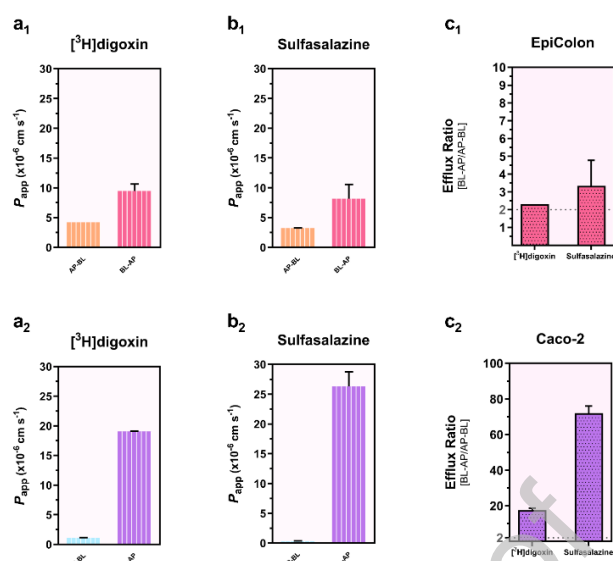 a1
[³H]digoxin
Papp (x10-6 cm s-1)
30
25
20
15
10
5
0
AP-BL
BL-AP
b1
Sulfasalazine
Papp (x10-6 cm s-1)
30
25
20
15
10
5
0
AP-BL
BL-AP
c1
EpiColon
Efflux Ratio
[BL-AP/AP-BL]
10
9
8
7
6
5
4
3
2
1
[³H]digoxin
Sulfasalazine
a2
[³H]digoxin
Papp (x10-6 cm s-1)
30
25
20
15
10
5
0
-BL
-AP
b2
Sulfasalazine
Papp (x10-6 cm s-1)
30
25
20
15
10
5
0
-BL
-AP
c2
Caco-2
Efflux Ratio
[BL-AP/AP-BL]
100
80
60
40
20
2
[³H]digoxin
Sulfasalazine